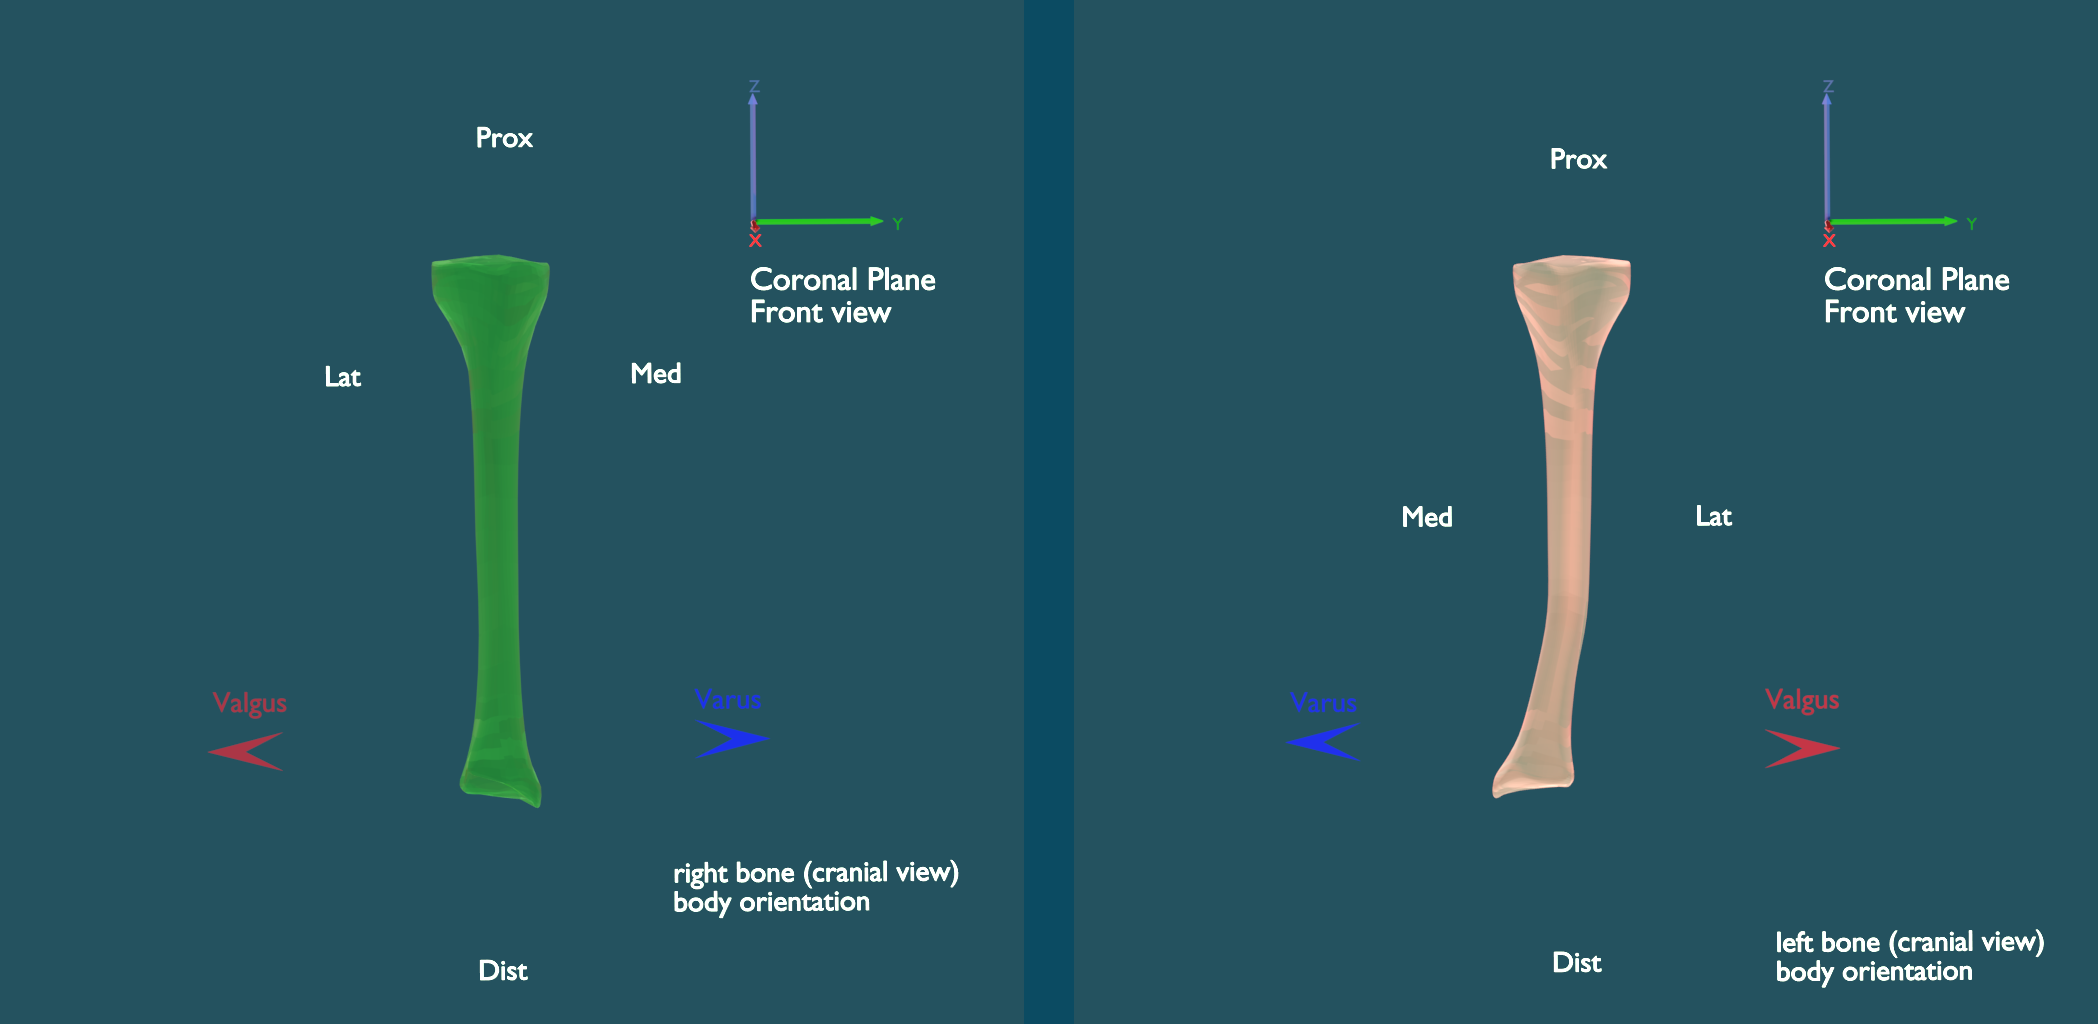 Z
Prox
Y
X
Coronal Plane
Front view
Lat
Med
Valgus
Varus
right bone (cranial view)
body orientation
Dist
Z
Prox
Y
X
Coronal Plane
Front view
Med
Lat
Varus
Valgus
left bone (cranial view)
body orientation
Dist